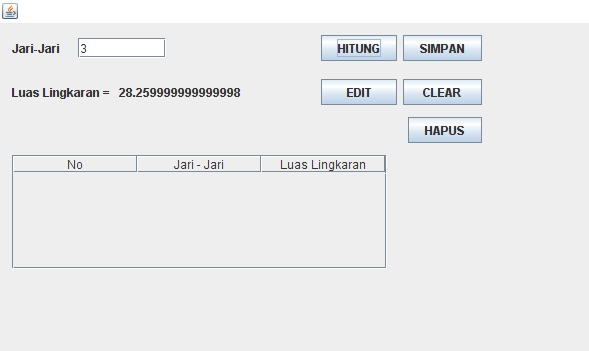 Jari-Jari 3 HITUNG SIMPAN
Luas Lingkaran = 28.259999999999998 EDIT CLEAR
HAPUS
No Jari - Jari Luas Lingkaran